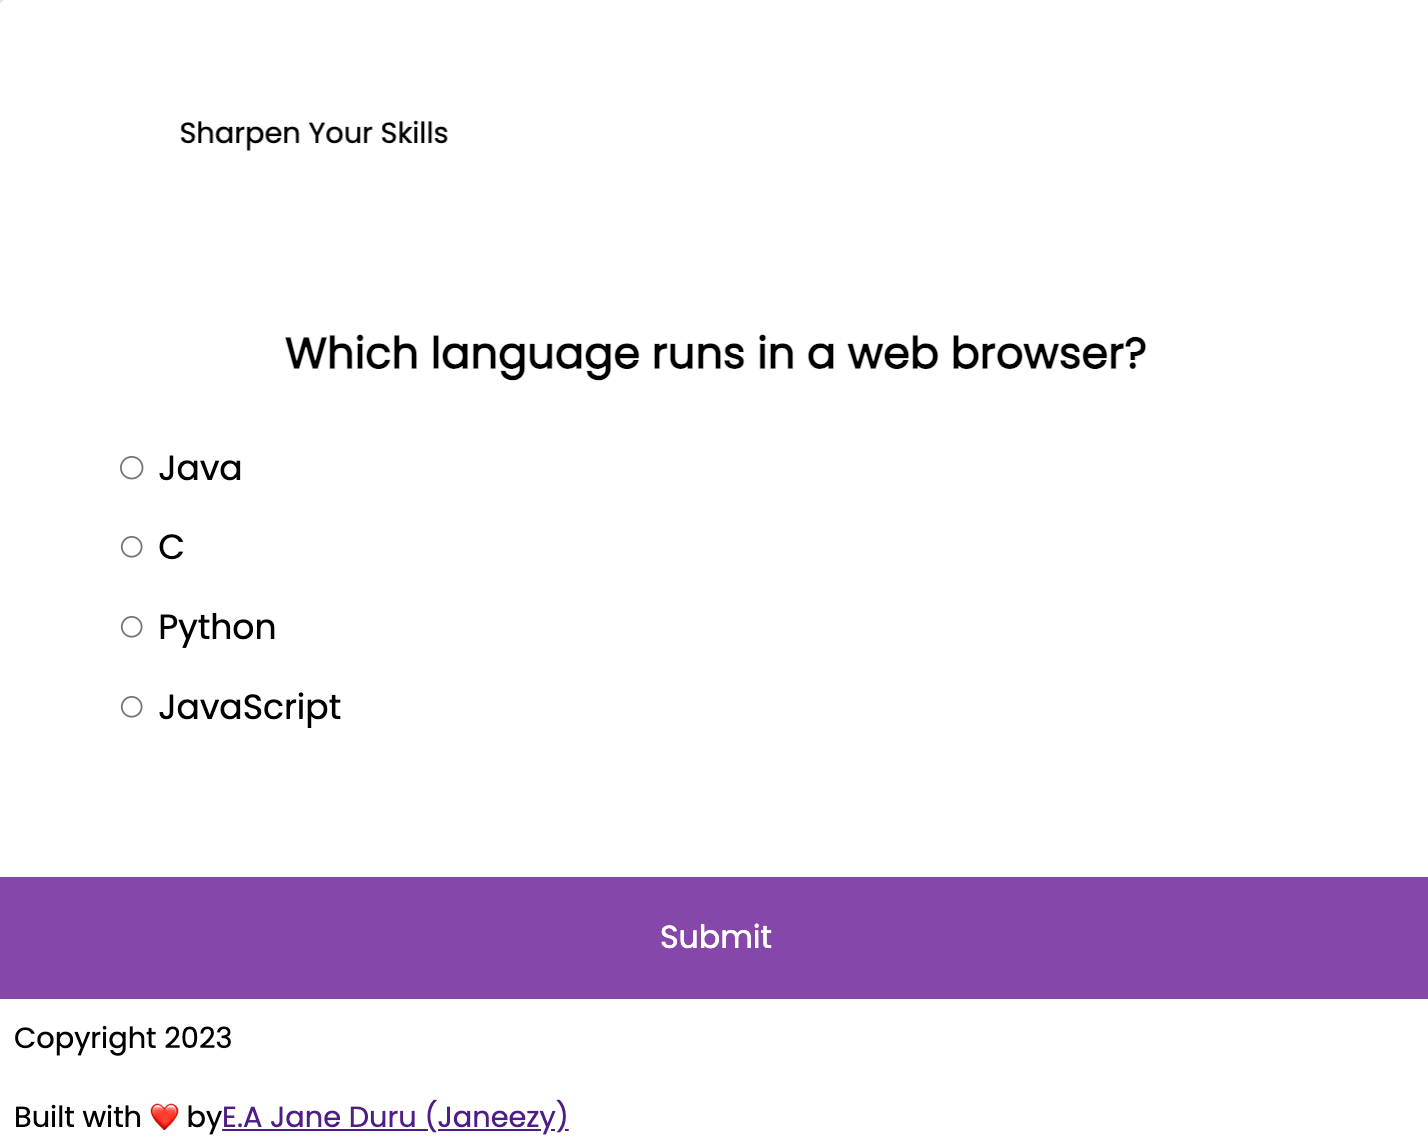 Sharpen Your Skills
Which language runs in a web browser?
Java
C
Python
JavaScript
Submit
Copyright 2023
Built with ❤️ byE.A Jane Duru (Janeezy)